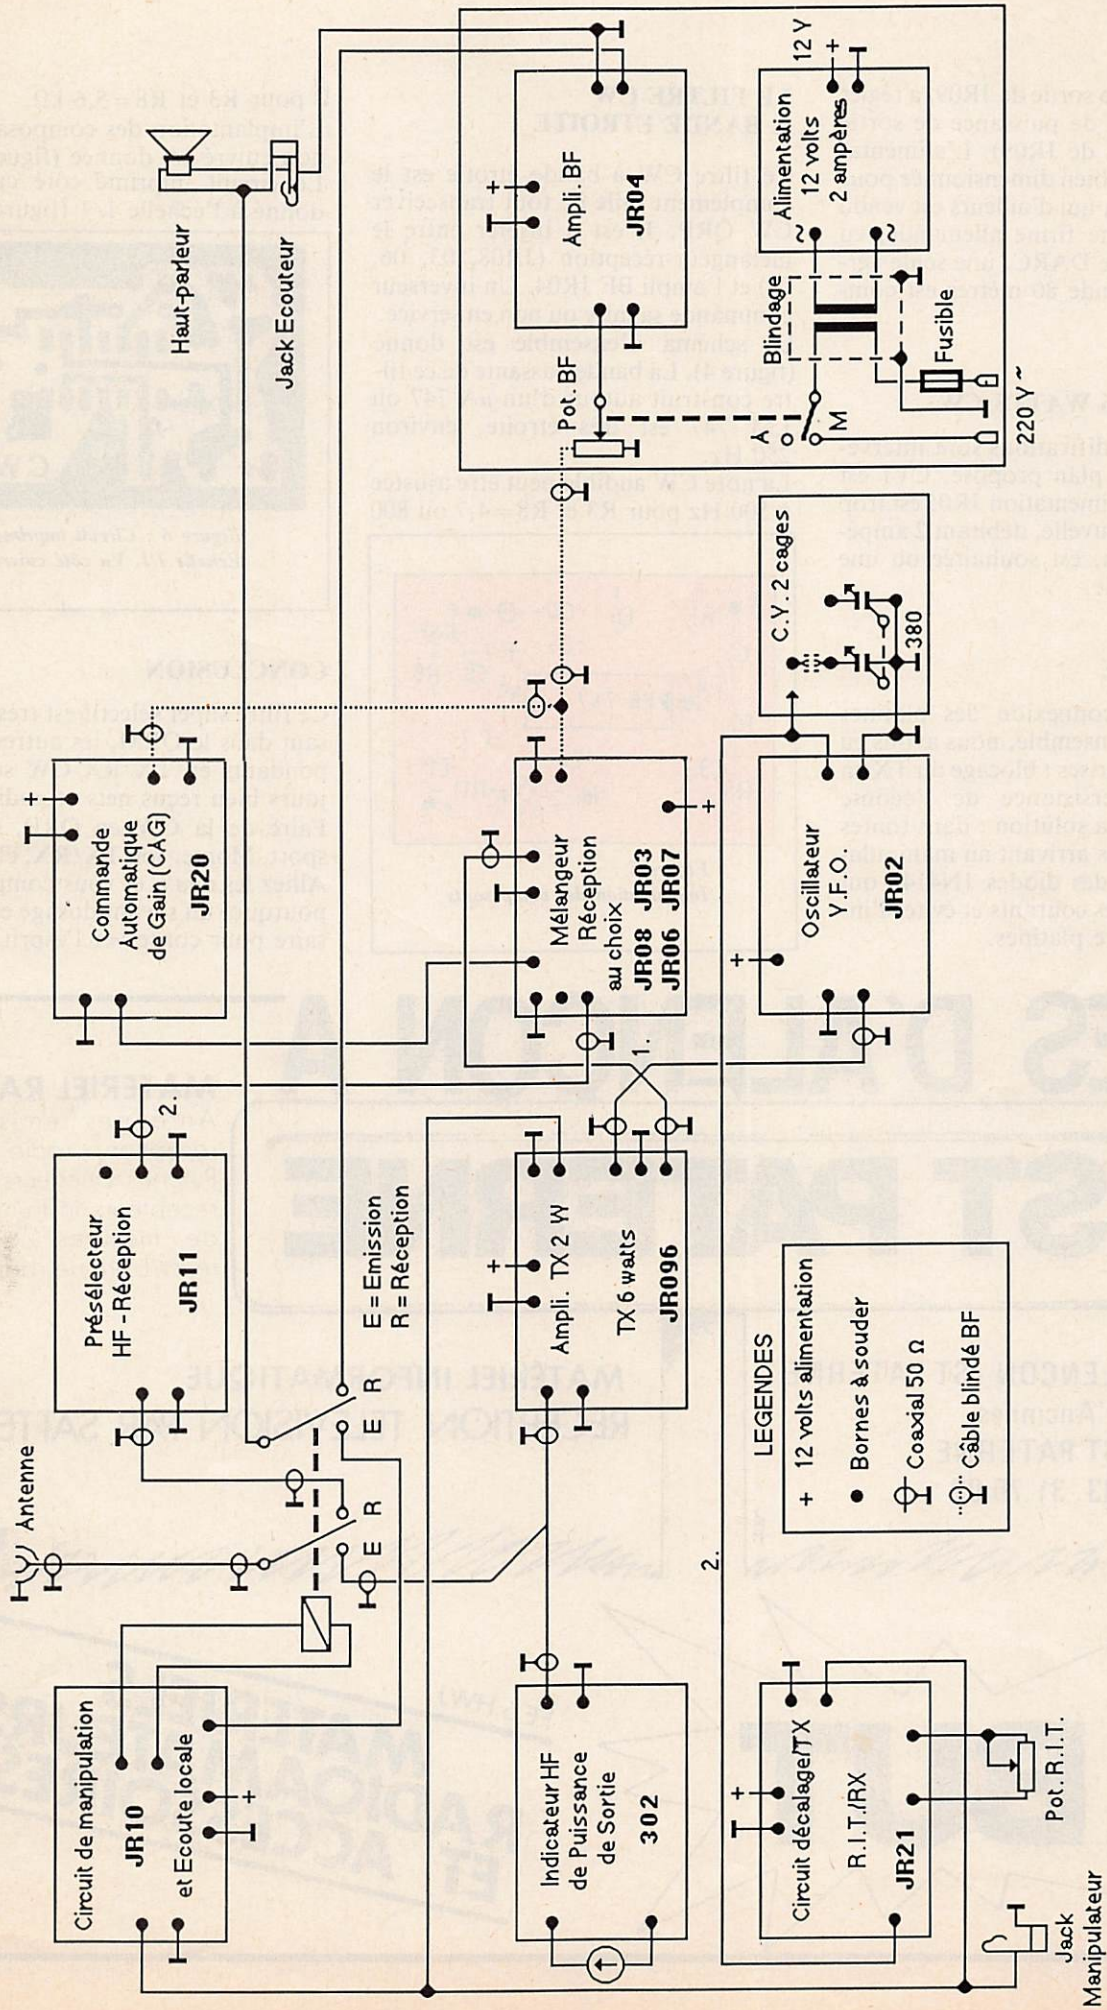 Antenne
Circuit de manipulation
JR10
et Ecoute locale
E R
E R
E = Emission
R = Réception
Présélecteur
HF - Réception
JR11
2.
Commande
Automatique
de Gain (CAG)
JR20
+
Haut-parleur
Jack Ecouteur
Indicateur HF
de Puissance
de Sortie
302
+
Ampli. TX 2 W
TX 6 watts
JR096
1.
Mélangeur
Réception
au choix
JR08 JR03
JR06 JR07
+
Pot. BF
+
Ampli. BF
JR04
2.
+
Circuit décalage/TX
R.I.T./RX
JR21
Pot. R.I.T.
Jack
Manipulateur
LEGENDES
+ 12 volts alimentation
Bornes à souder
Coaxial 50 Ω
Câble blindé BF
+
Oscillateur
V.F.O.
JR02
C.V. 2 cages
380
A
M
Blindage
Fusible
220 V ~
~
~
Alimentation
12 volts
2 ampères
12 V
+